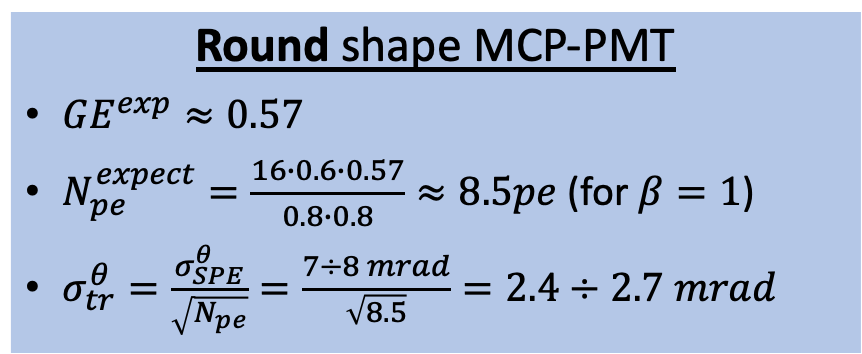 Round shape MCP-PMT
• $GE^{exp} \approx 0.57$
• $N_{pe}^{expect} = \frac{16 \cdot 0.6 \cdot 0.57}{0.8 \cdot 0.8} \approx 8.5pe$ (for $\beta = 1$)
• $\sigma_{tr}^{\theta} = \frac{\sigma_{SPE}^{\theta}}{\sqrt{N_{pe}}} = \frac{7 \div 8 \, mrad}{\sqrt{8.5}} = 2.4 \div 2.7 \, mrad$